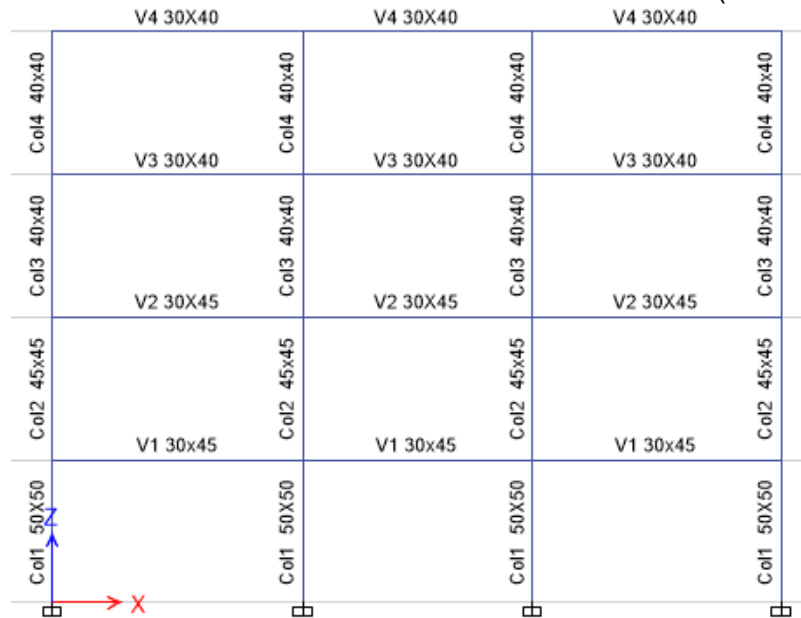 V4 30X40 V4 30X40 V4 30X40
Col4 40x40 Col4 40x40 Col4 40x40 Col4 40x40
V3 30X40 V3 30X40 V3 30X40
Col3 40x40 Col3 40x40 Col3 40x40 Col3 40x40
V2 30X45 V2 30X45 V2 30X45
Col2 45x45 Col2 45x45 Col2 45x45 Col2 45x45
V1 30x45 V1 30x45 V1 30x45
Col1 50X50 Col1 50X50 Col1 50X50 Col1 50X50
Z
X